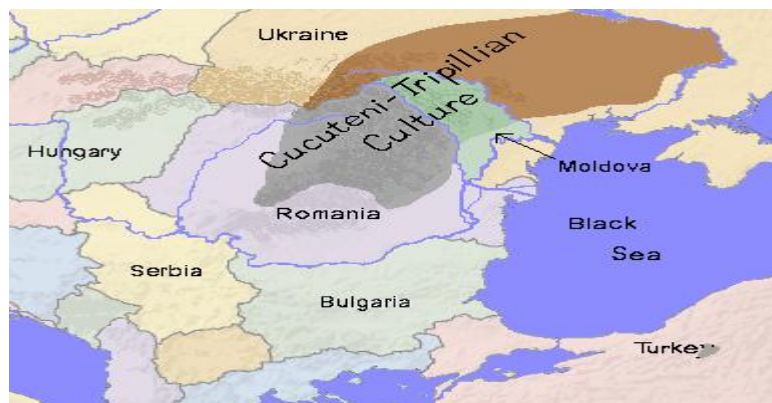 Ukraine
Cucuteni-Tripillian
Culture
Hungary
Moldova
Romania
Black
Sea
Serbia
Bulgaria
Turkey